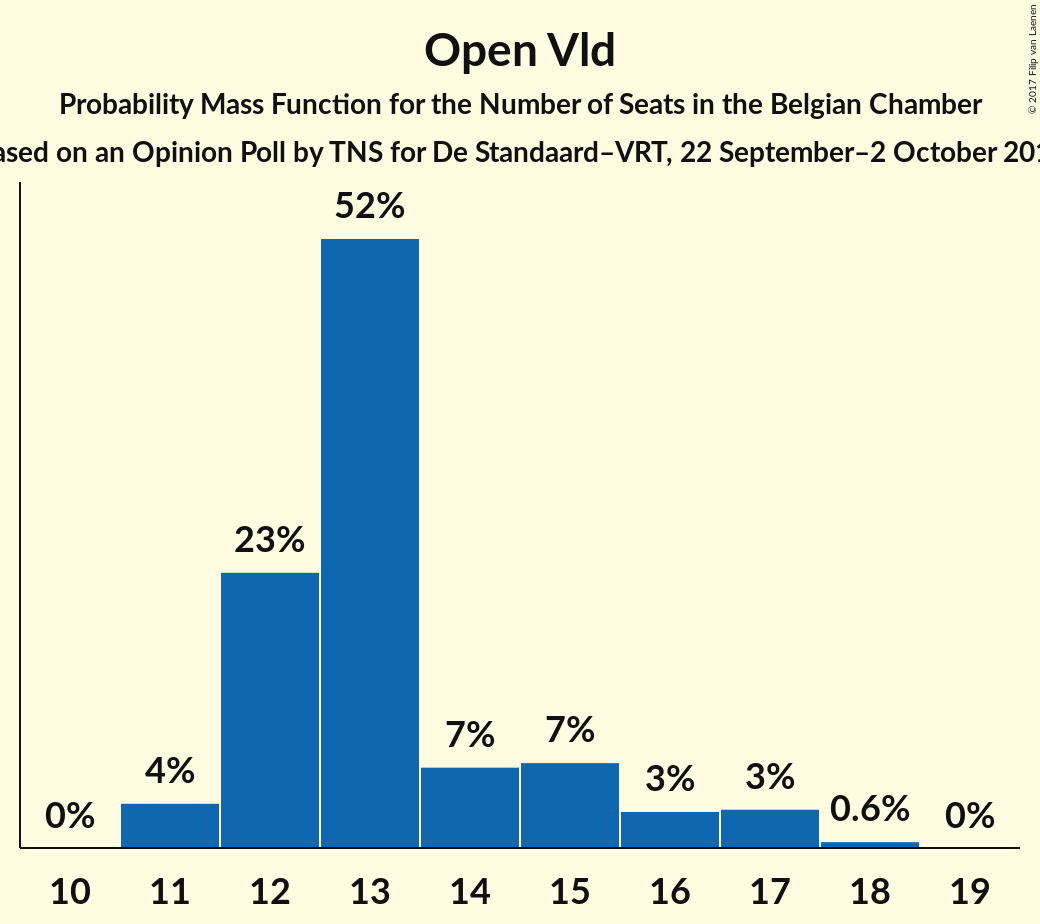 Open Vld
Probability Mass Function for the Number of Seats in the Belgian Chamber
on an Opinion Poll by TNS for De Standaard–VRT, 22 September–2 October
© 2017 Filip van Laenen
52%
23%
7%
7%
4%
3%
3%
0.6%
0%
0%
10 11 12 13 14 15 16 17 18 19